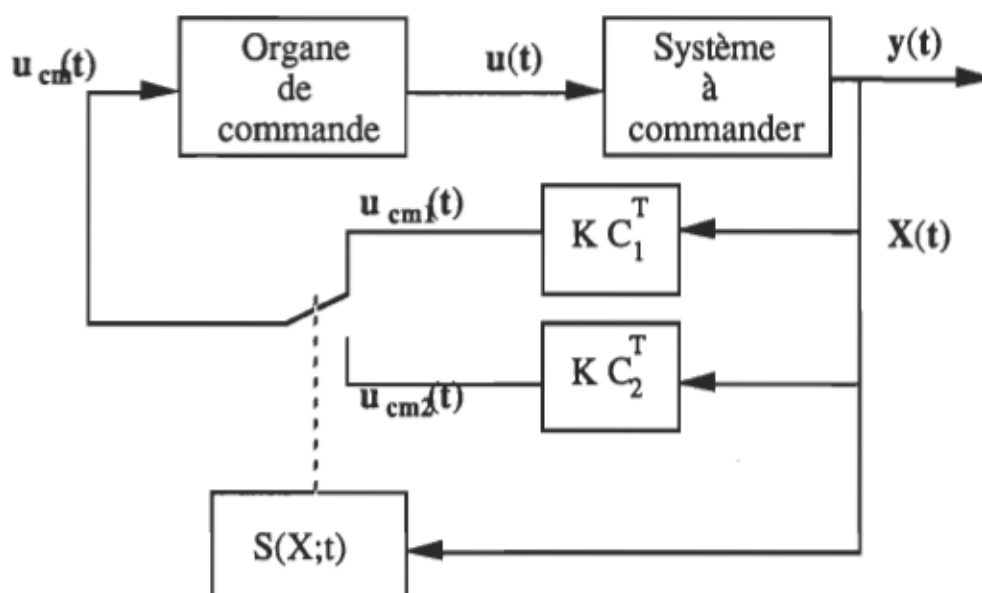 u cm(t)
Organe
de
commande
u(t)
Système
à
commander
y(t)
u cm1(t)
K C₁ᵀ
X(t)
u cm2(t)
K C₂ᵀ
S(X;t)